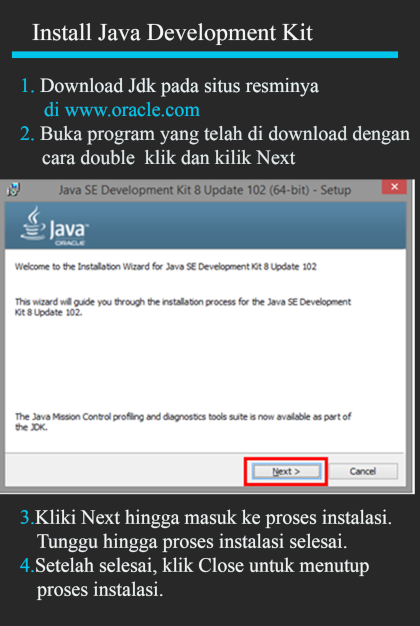 Install Java Development Kit
1. Download Jdk pada situs resminya
di www.oracle.com
2. Buka program yang telah di download dengan
cara double klik dan kilik Next
Java SE Development Kit 8 Update 102 (64-bit) - Setup
Java
ORACLE
Welcome to the Installation Wizard for Java SE Development Kit 8 Update 102
This wizard will guide you through the installation process for the Java SE Development
Kit 8 Update 102.
The Java Mission Control profiling and diagnostics tools suite is now available as part of
the JDK.
Next >
Cancel
3.Kliki Next hingga masuk ke proses instalasi.
Tunggu hingga proses instalasi selesai.
4.Setelah selesai, klik Close untuk menutup
proses instalasi.